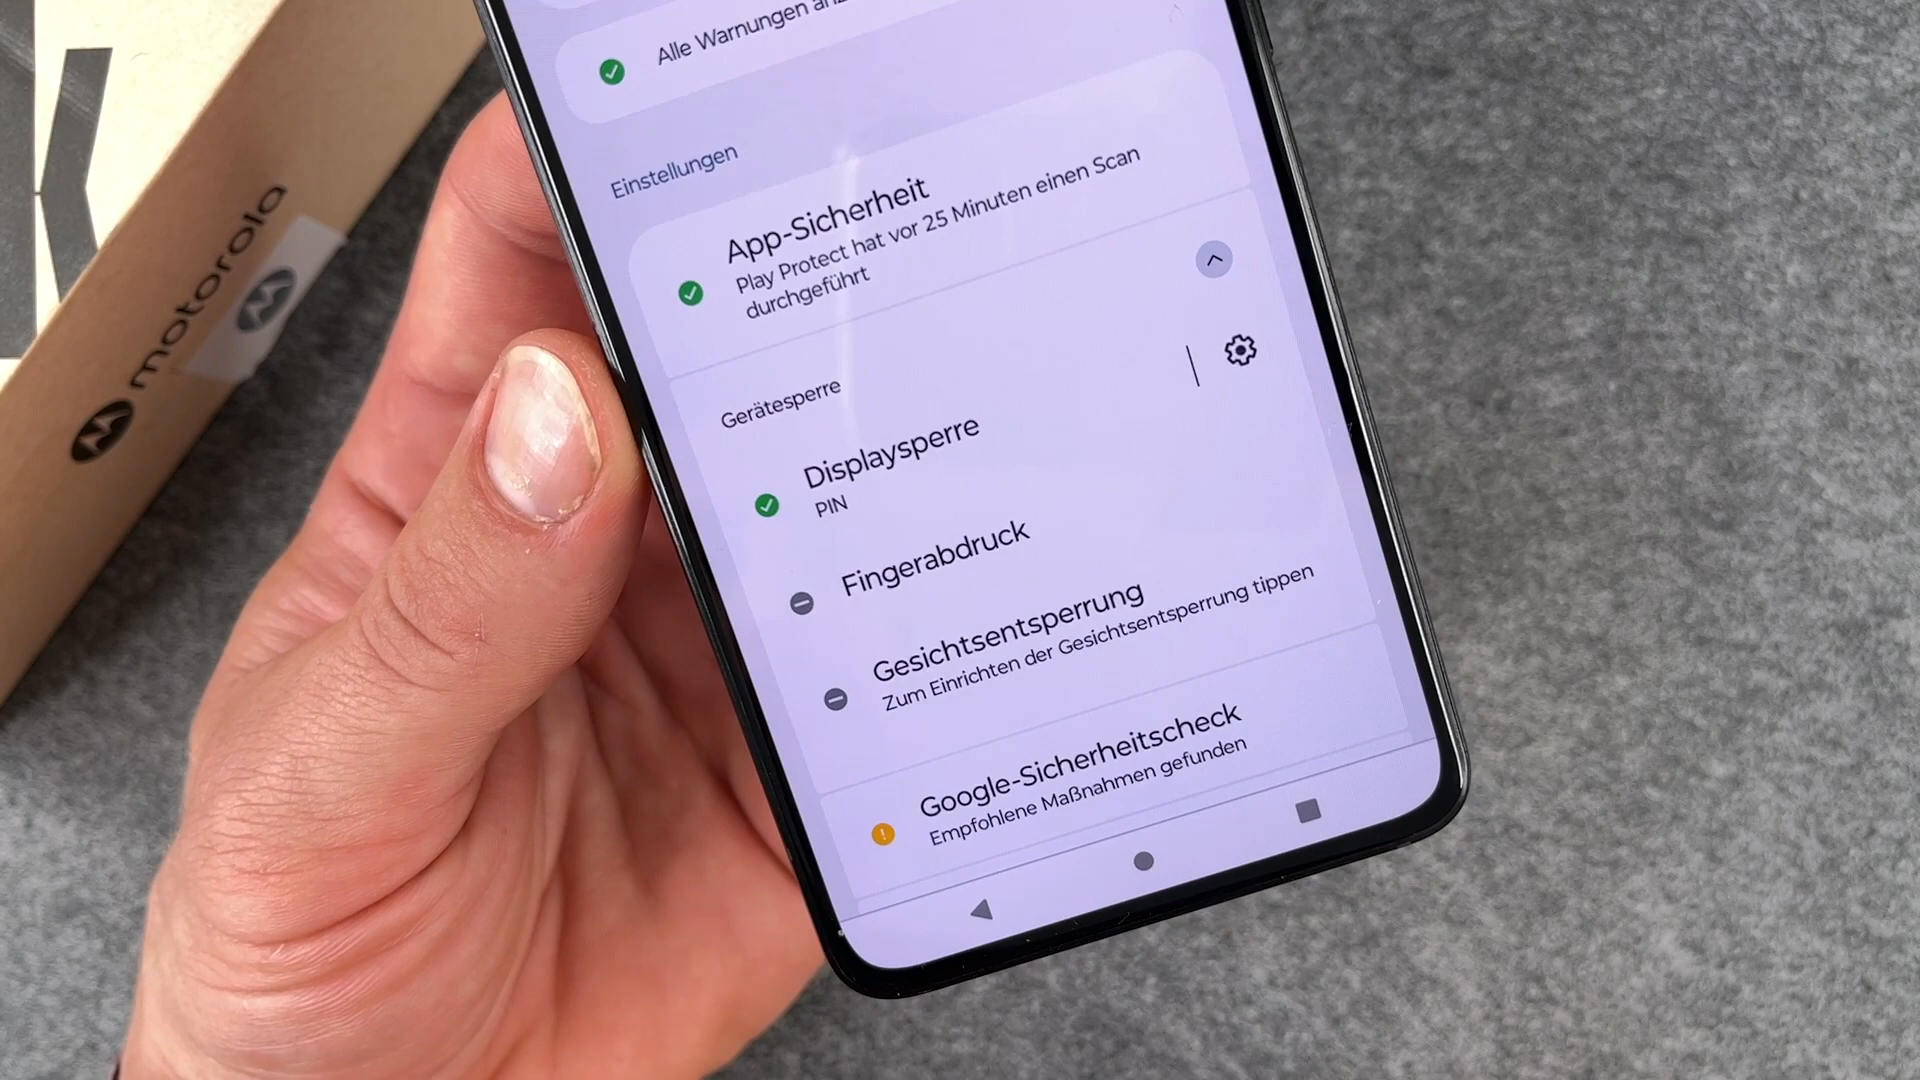 motorola
Alle Warnungen
Einstellungen
App-Sicherheit
Play Protect hat vor 25 Minuten einen Scan
durchgeführt
Gerätesperre
Displaysperre
PIN
Fingerabdruck
Gesichtsentsperrung
Zum Einrichten der Gesichtsentsperrung tippen
Google-Sicherheitscheck
Empfohlene Maßnahmen gefunden